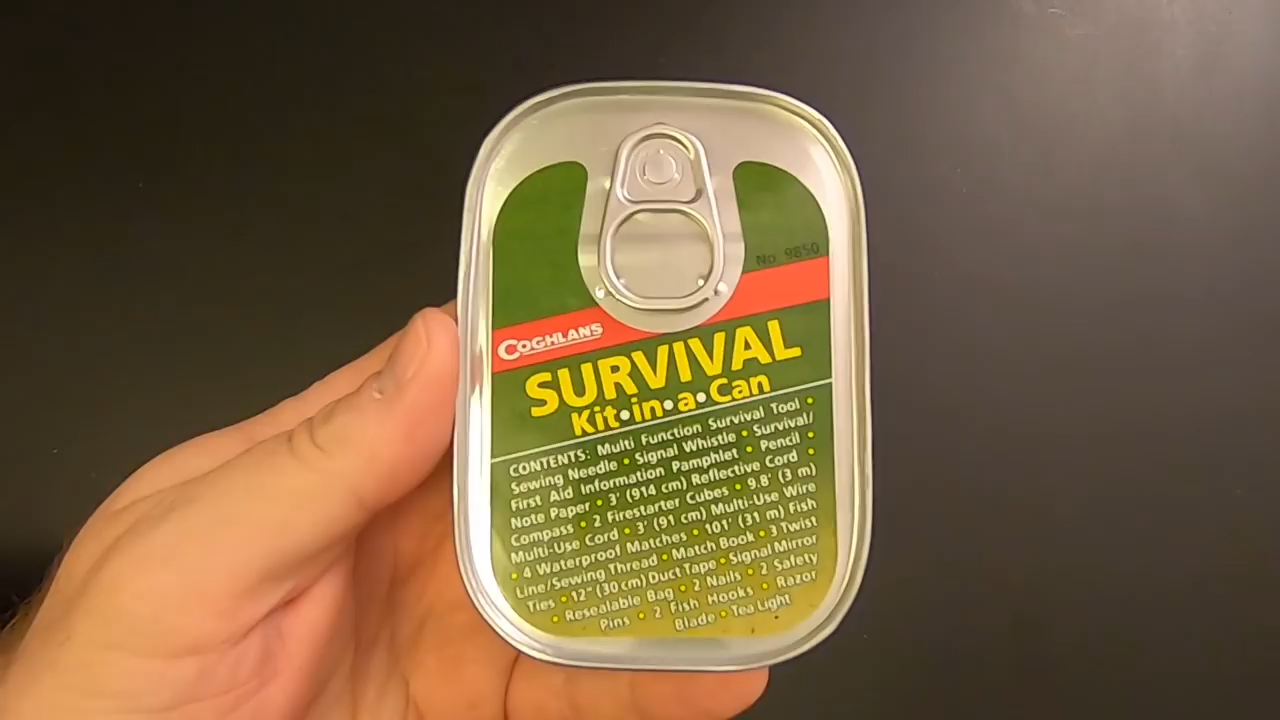 No. 9850
COGHLANS
SURVIVAL
Kit•in•a•Can
CONTENTS: Multi Function Survival Tool •
Sewing Needle • Signal Whistle • Survival/
First Aid Information Pamphlet • Pencil •
Note Paper • 3' (914 cm) Reflective Cord •
Compass • 2 Firestarter Cubes • 9.8' (3 m)
Multi-Use Cord • 3' (91 cm) Multi-Use Wire
• 4 Waterproof Matches • 101' (31 m) Fish
Line/Sewing Thread • Match Book • 3 Twist
Ties • 12" (30 cm) Duct Tape • Signal Mirror
• Resealable Bag • 2 Nails • 2 Safety
Pins • 2 Fish Hooks • Razor
Blade • Tea Light